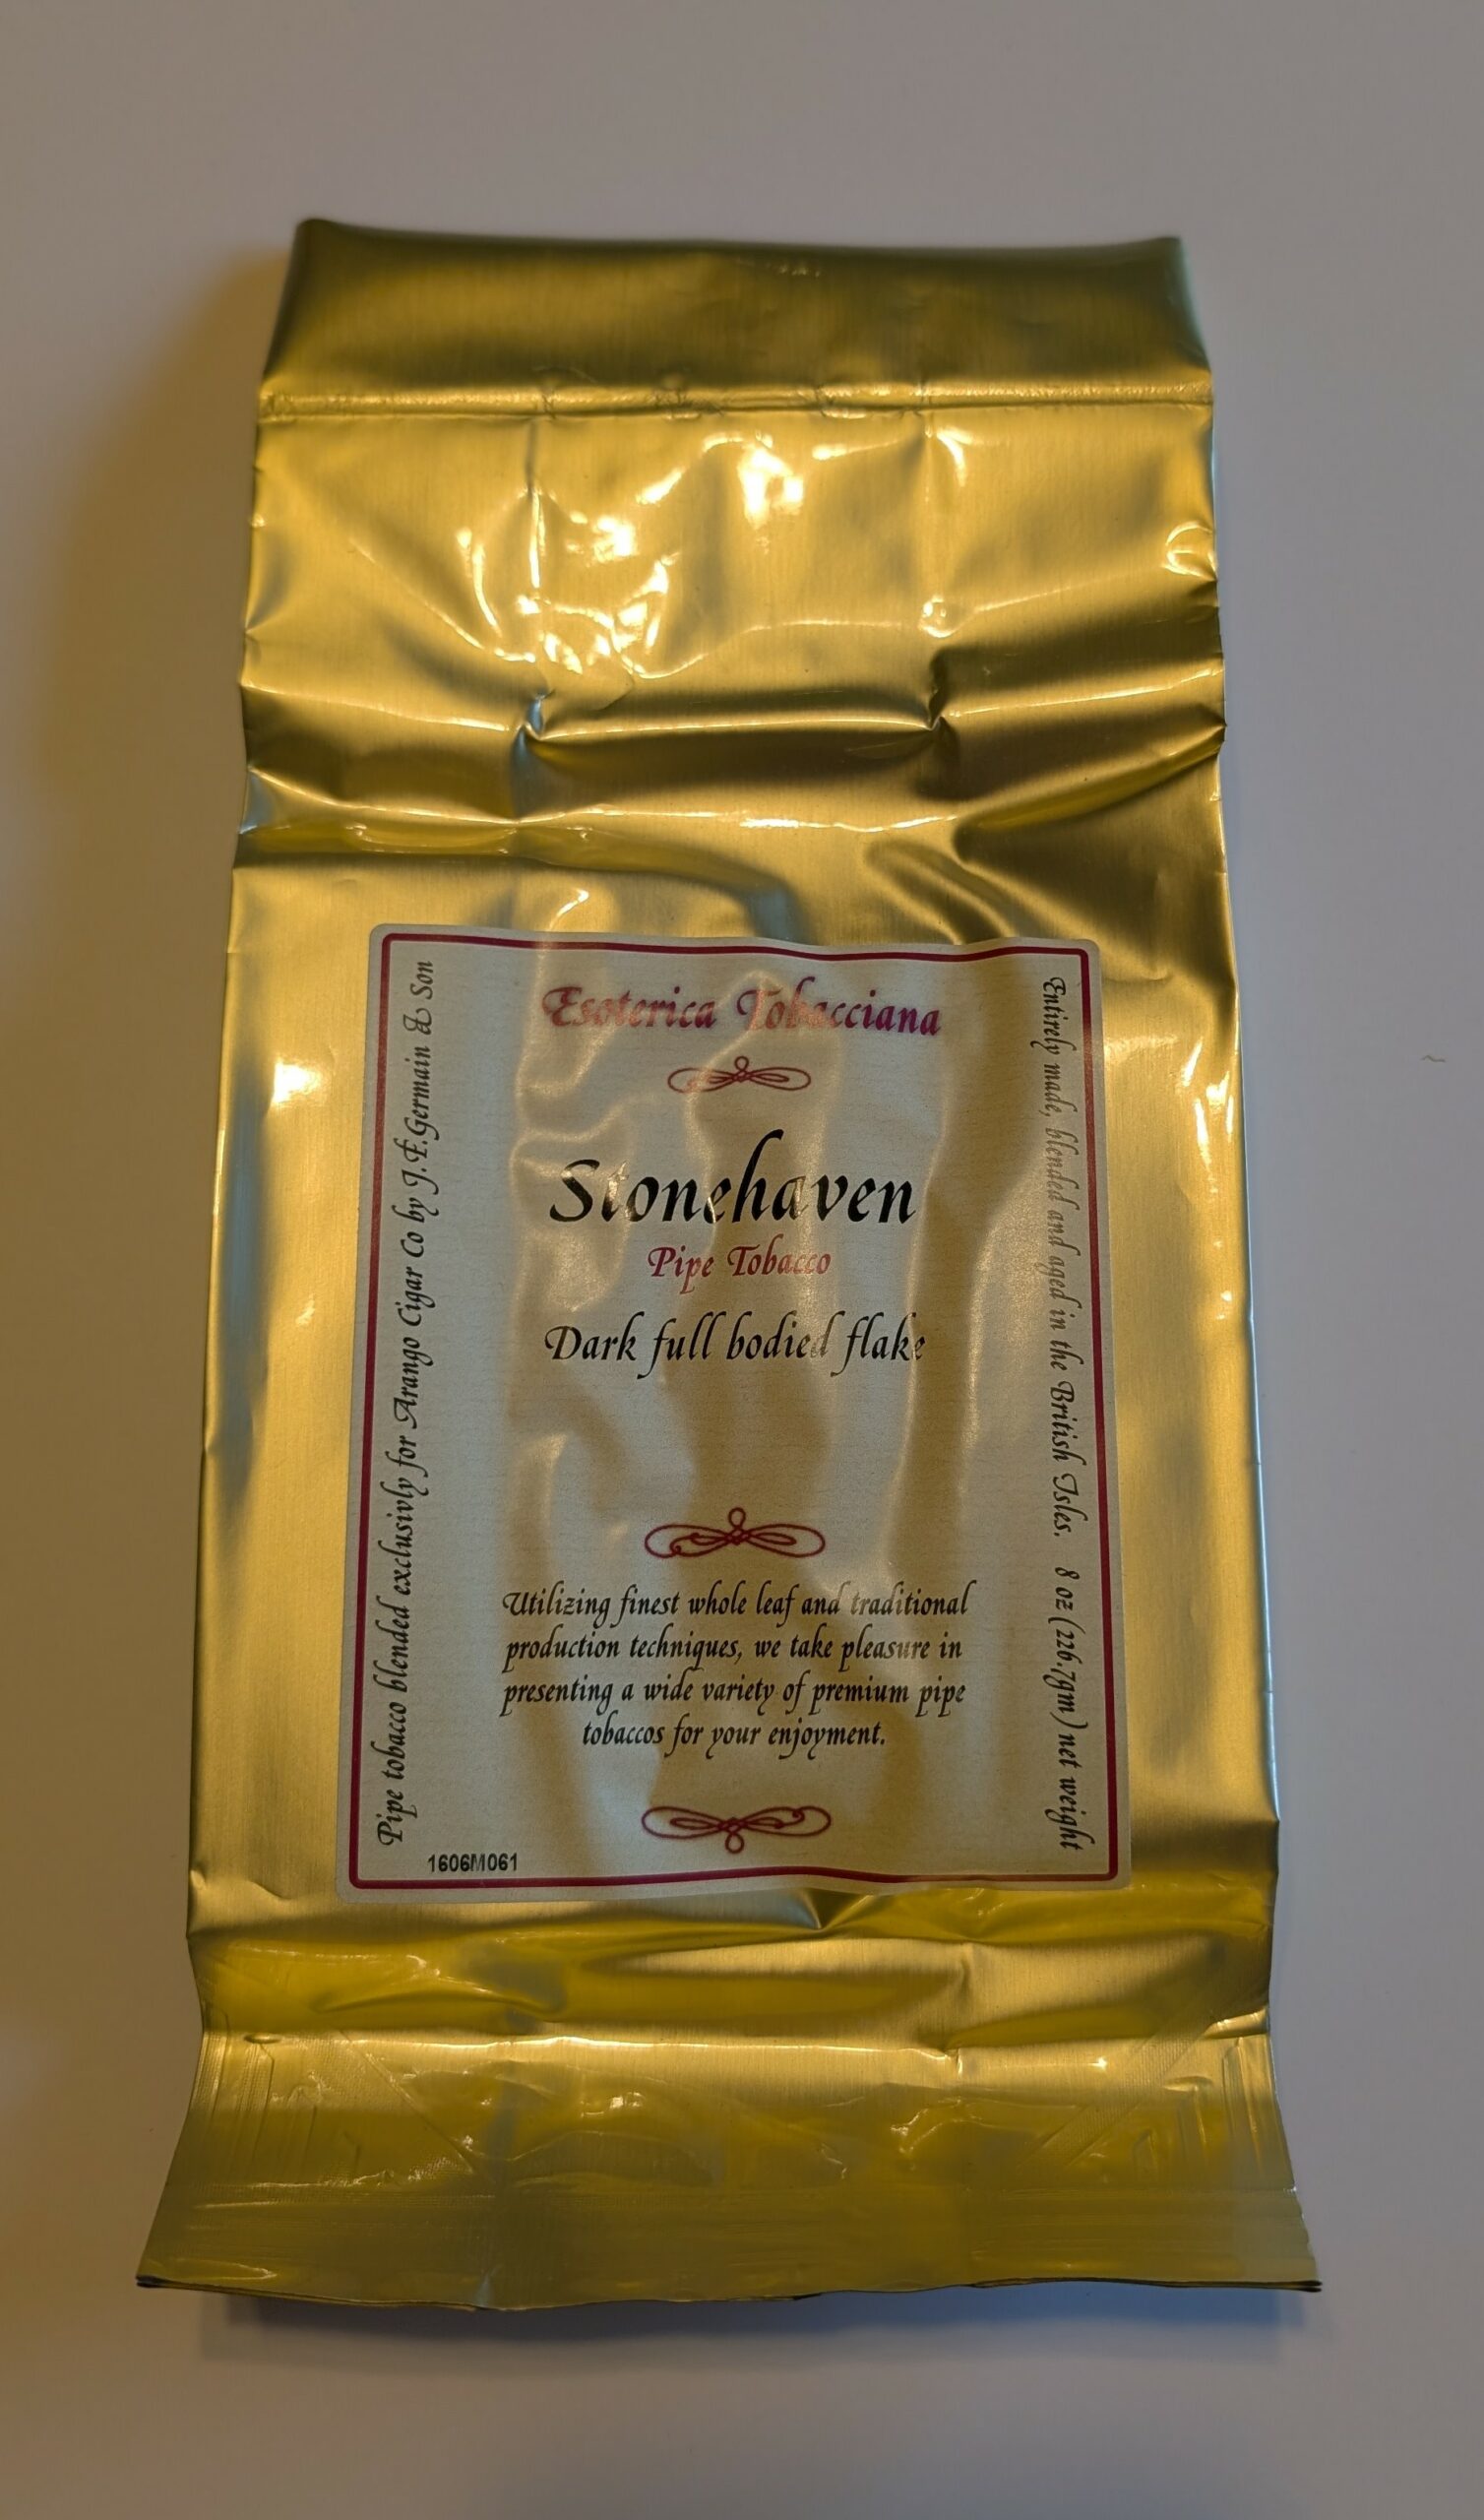 Esoterica Tobacciana
Stonehaven
Pipe Tobacco
Dark full bodied flake
Utilizing finest whole leaf and traditional
production techniques, we take pleasure in
presenting a wide variety of premium pipe
tobaccos for your enjoyment.
Pipe tobacco blended exclusivly for Arango Cigar Co by J.F.Germain & Son
Entirely made, blended and aged in the British Isles. 8 oz (226.7gm) net weight
1606M061